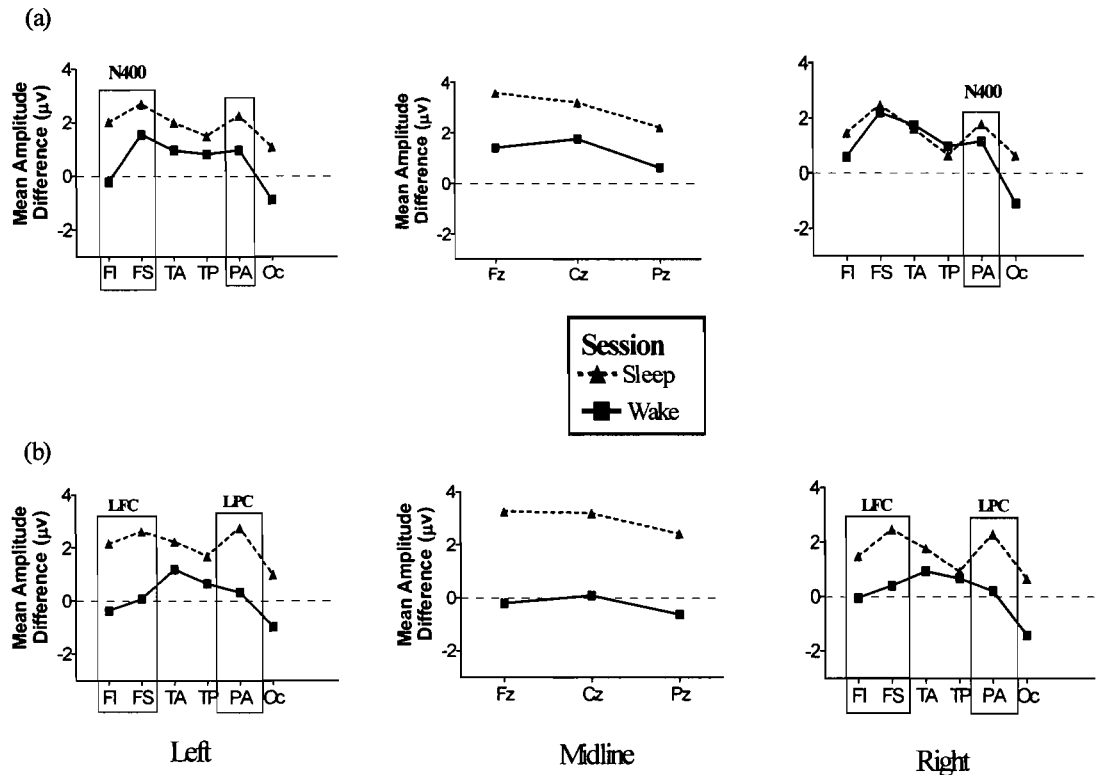 (a)
Mean Amplitude
Difference (μv)
4
2
0
-2
N400
FI FS TA TP PA Oc
Mean Amplitude
Difference (μv)
4
2
0
-2
Fz Cz Pz
4
2
0
-2
N400
FI FS TA TP PA Oc
Session
Sleep
Wake
(b)
Mean Amplitude
Difference (μv)
4
2
0
-2
LFC LPC
FI FS TA TP PA Oc
Left
Mean Amplitude
Difference (μv)
4
2
0
-2
Fz Cz Pz
Midline
4
2
0
-2
LFC LPC
FI FS TA TP PA Oc
Right